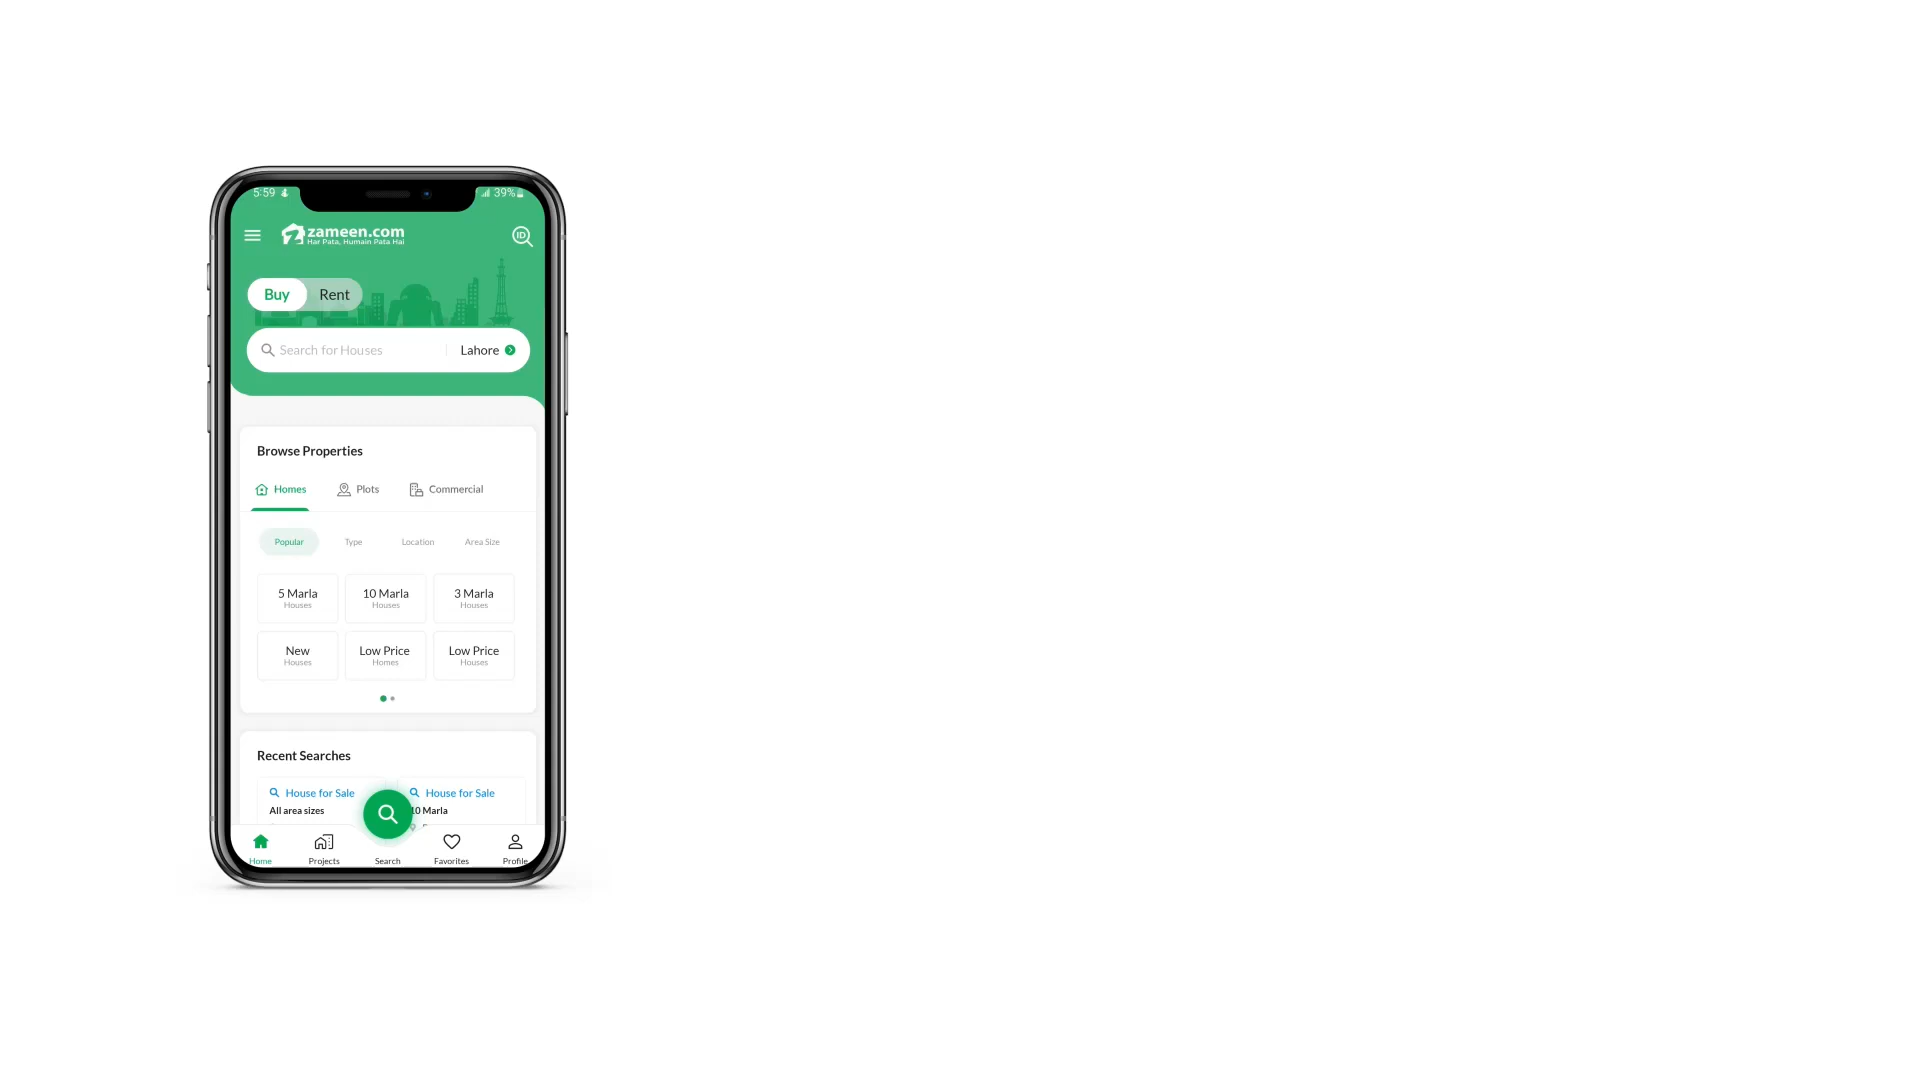 5:59
39%
zameen.com
Har Pata, Humain Pata Hai
ID
Buy Rent
Search for Houses Lahore
Browse Properties
Homes Plots Commercial
Popular Type Location Area Size
5 Marla 10 Marla 3 Marla
Houses Houses Houses
New Low Price Low Price
Houses Homes Houses
Recent Searches
House for Sale House for Sale
All area sizes 10 Marla
Home Projects Search Favorites Profile